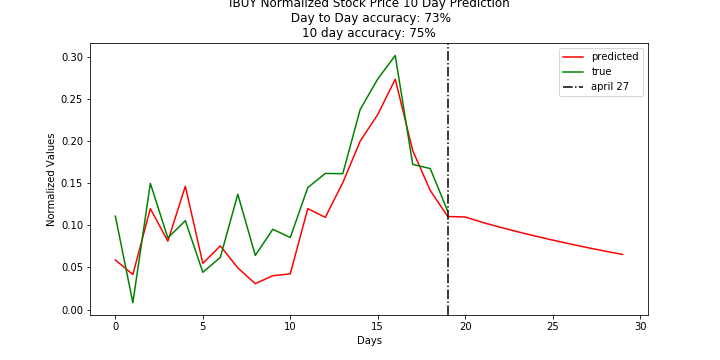 IBUY Normalized Stock Price 10 Day Prediction
Day to Day accuracy: 73%
10 day accuracy: 75%
predicted
true
april 27
Normalized Values
0.30
0.25
0.20
0.15
0.10
0.05
0.00
0 5 10 15 20 25 30
Days